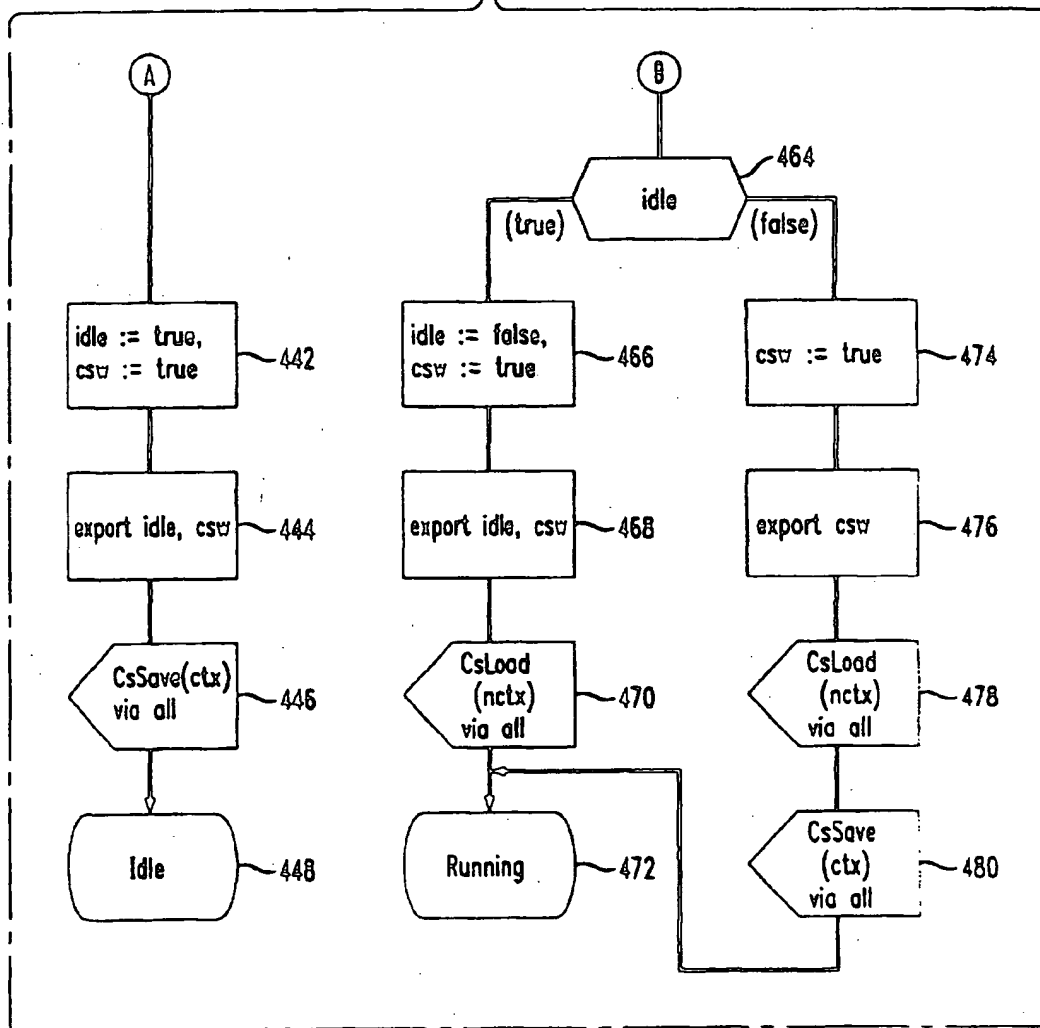 A
idle := true,
csw := true
442
export idle, csw
444
CsSave(ctx)
via all
446
Idle
448
B
idle
464
(true)
(false)
idle := false,
csw := true
466
export idle, csw
468
CsLoad
(nctx)
via all
470
Running
472
csw := true
474
export csw
476
CsLoad
(nctx)
via all
478
CsSave
(ctx)
via all
480